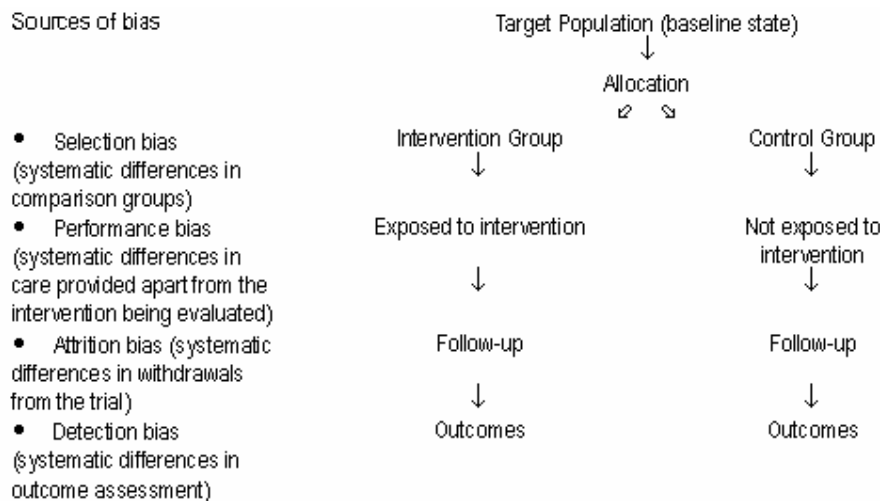 Sources of bias
Target Population (baseline state)
↓
Allocation
• Selection bias
(systematic differences in
comparison groups)
Intervention Group
↓
Control Group
↓
• Performance bias
(systematic differences in
care provided apart from the
intervention being evaluated)
Exposed to intervention
↓
Not exposed to
intervention
↓
• Attrition bias (systematic
differences in withdrawals
from the trial)
Follow-up
↓
Follow-up
↓
• Detection bias
(systematic differences in
outcome assessment)
Outcomes
Outcomes